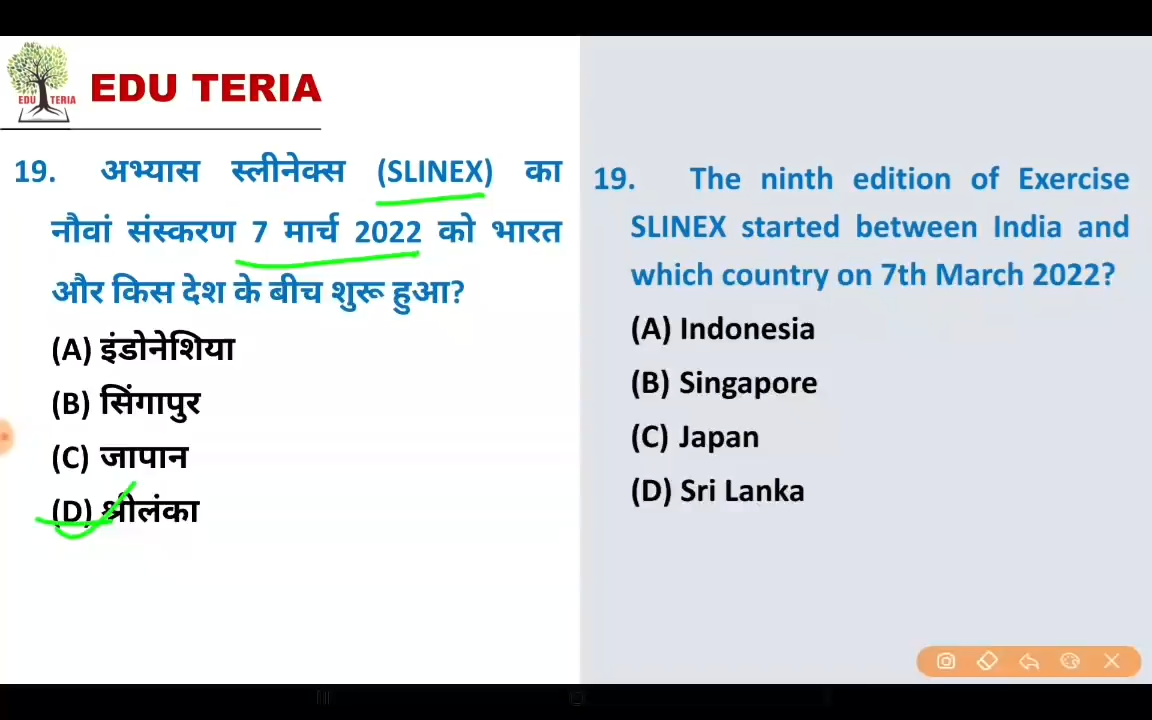 EDU TERIA
EDU TERIA
19. अभ्यास स्लीनेक्स (SLINEX) का
नौवां संस्करण 7 मार्च 2022 को भारत
और किस देश के बीच शुरू हुआ?
(A) इंडोनेशिया
(B) सिंगापुर
(C) जापान
(D) श्रीलंका
19. The ninth edition of Exercise
SLINEX started between India and
which country on 7th March 2022?
(A) Indonesia
(B) Singapore
(C) Japan
(D) Sri Lanka